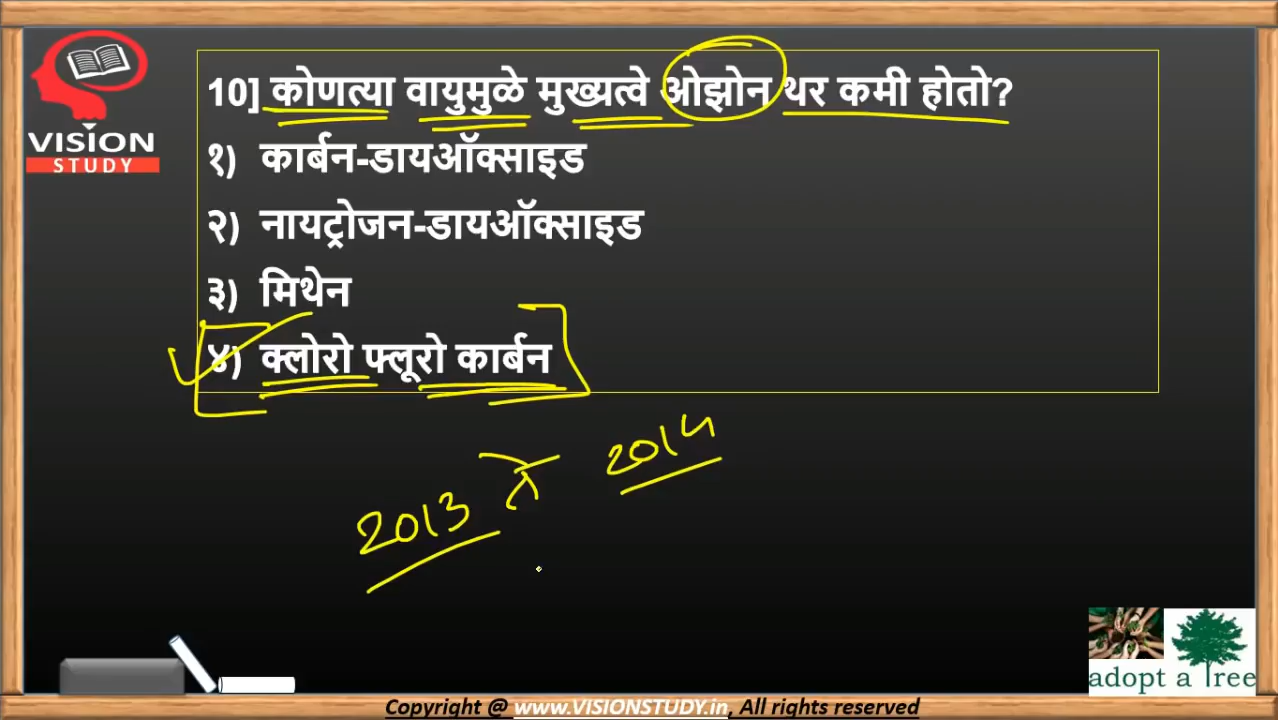 VISION
STUDY
10] कोणत्या वायुमुळे मुख्यत्वे ओझोन थर कमी होतो?
१) कार्बन-डायऑक्साइड
२) नायट्रोजन-डायऑक्साइड
३) मिथेन
४) क्लोरो फ्लूरो कार्बन
2013 ते 2014
adopt a Tree
Copyright @ www.VISIONSTUDY.in, All rights reserved